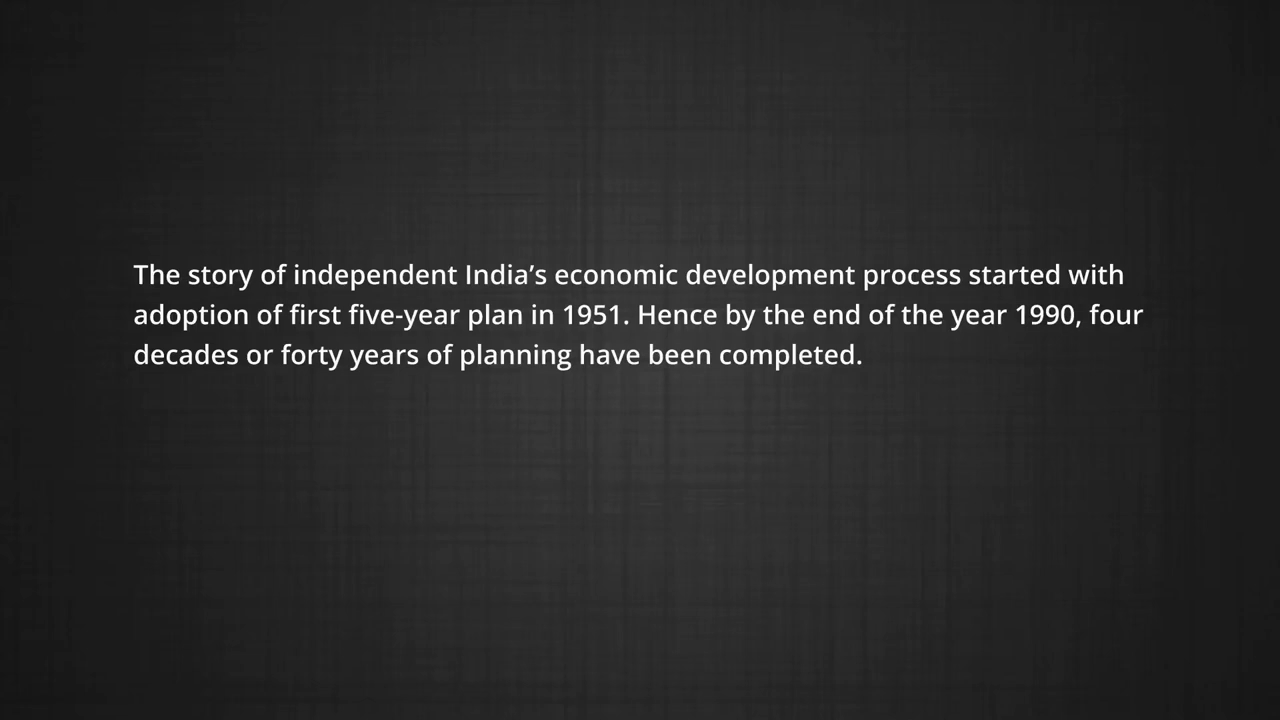 The story of independent India’s economic development process started with
adoption of first five-year plan in 1951. Hence by the end of the year 1990, four
decades or forty years of planning have been completed.